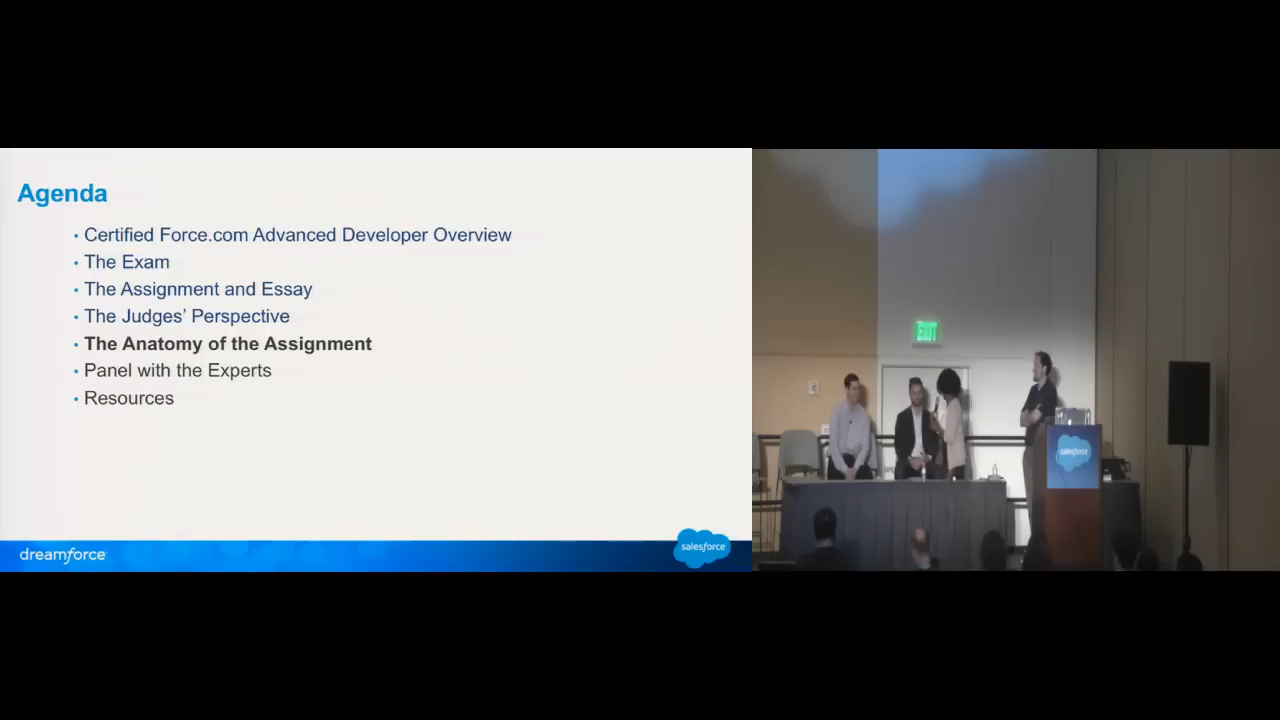 Agenda
• Certified Force.com Advanced Developer Overview
• The Exam
• The Assignment and Essay
• The Judges' Perspective
• The Anatomy of the Assignment
• Panel with the Experts
• Resources
dreamforce
salesforce
EXIT
salesforce